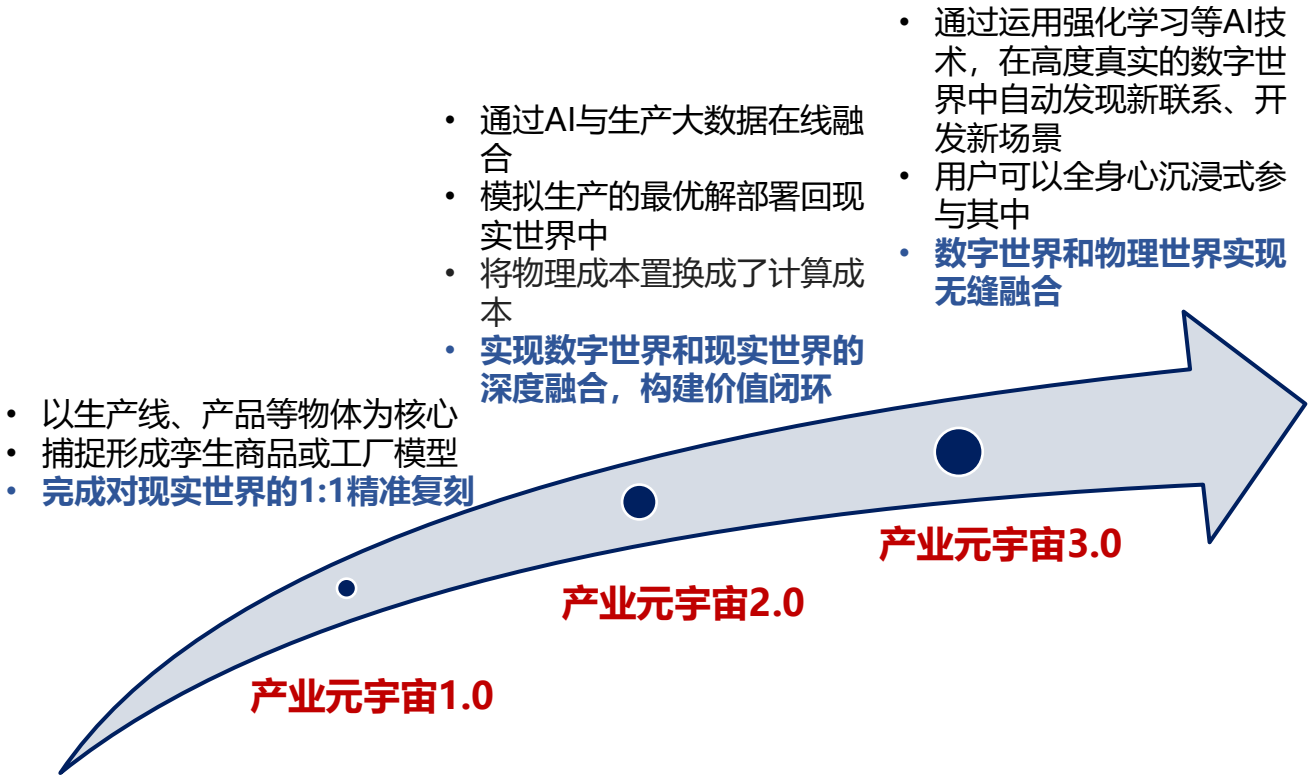 • 以生产线、产品等物体为核心
• 捕捉形成孪生商品或工厂模型
• 完成对现实世界的1:1精准复刻
产业元宇宙1.0
• 通过AI与生产大数据在线融
合
• 模拟生产的最优解部署回现
实世界中
• 将物理成本置换成了计算成
本
• 实现数字世界和现实世界的
深度融合，构建价值闭环
产业元宇宙2.0
• 通过运用强化学习等AI技
术，在高度真实的数字世
界中自动发现新联系、开
发新场景
• 用户可以全身心沉浸式参
与其中
• 数字世界和物理世界实现
无缝融合
产业元宇宙3.0